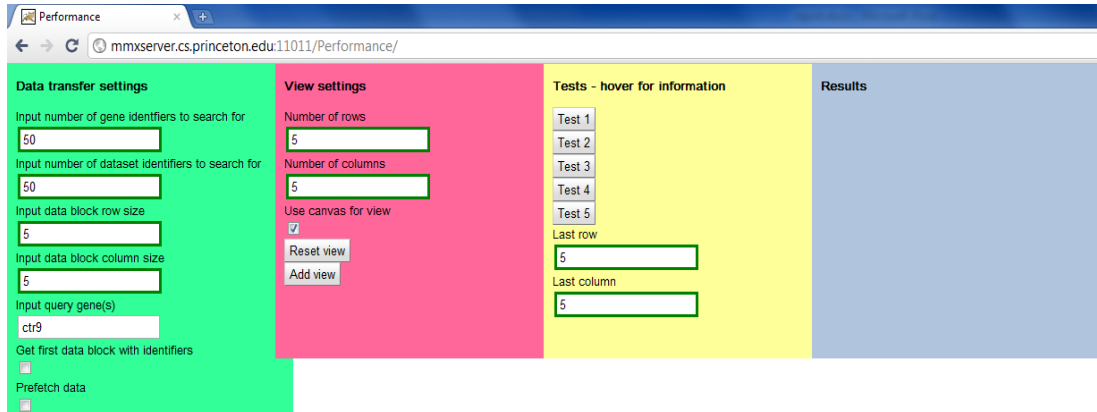 Performance
mmxserver.cs.princeton.edu:11011/Performance/
Data transfer settings
Input number of gene identfiers to search for
50
Input number of dataset identifiers to search for
50
Input data block row size
5
Input data block column size
5
Input query gene(s)
ctr9
Get first data block with identifiers
Prefetch data
View settings
Number of rows
5
Number of columns
5
Use canvas for view
Reset view
Add view
Tests - hover for information
Test 1
Test 2
Test 3
Test 4
Test 5
Last row
5
Last column
5
Results